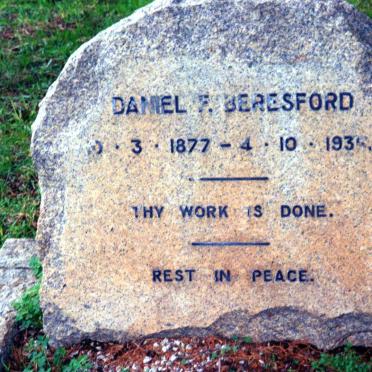 DANIEL F. BERESFORD
· 3 · 1877 – 4 · 10 ·
THY WORK IS DONE.
REST IN PEACE.